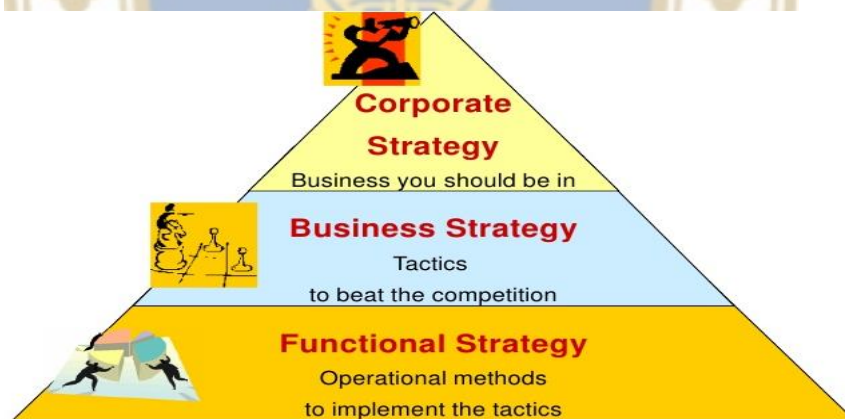 Corporate
Strategy
Business you should be in
Business Strategy
Tactics
to beat the competition
Functional Strategy
Operational methods
to implement the tactics